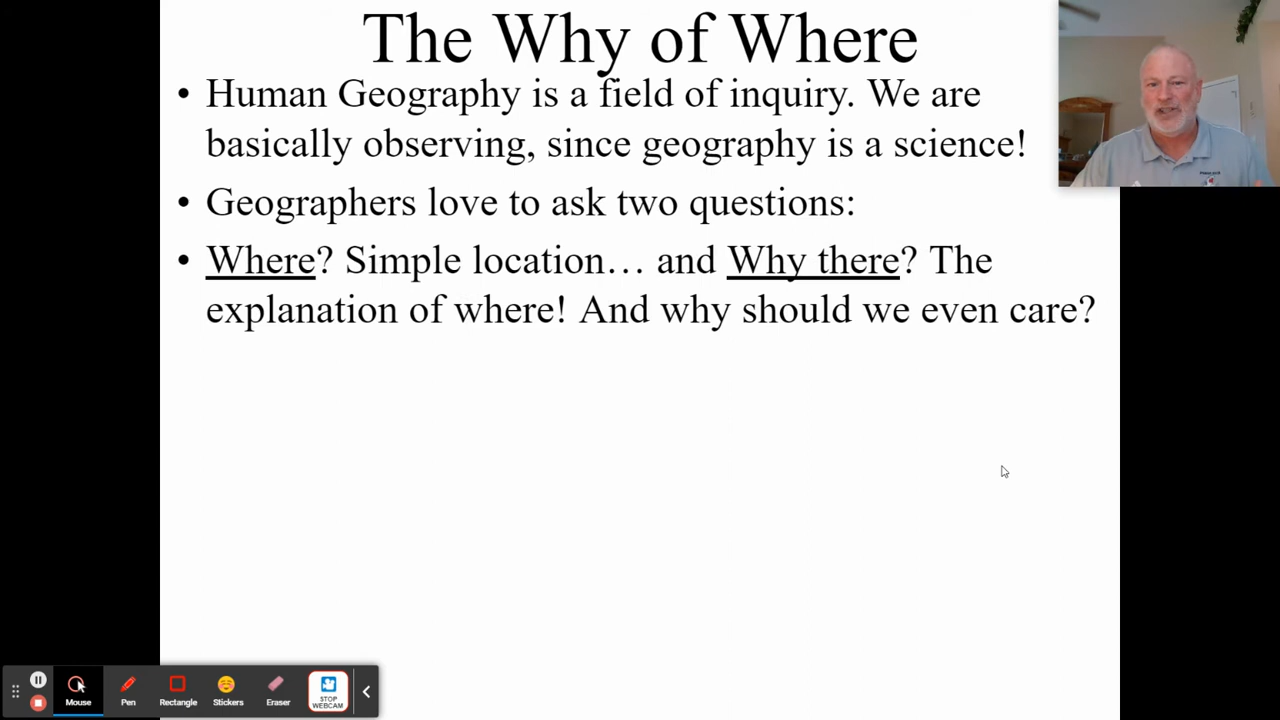 The Why of Where
• Human Geography is a field of inquiry. We are
basically observing, since geography is a science!
• Geographers love to ask two questions:
• Where? Simple location… and Why there? The
explanation of where! And why should we even care?
Mouse
Pen
Rectangle
Stickers
Eraser
STOP
WEBCAM